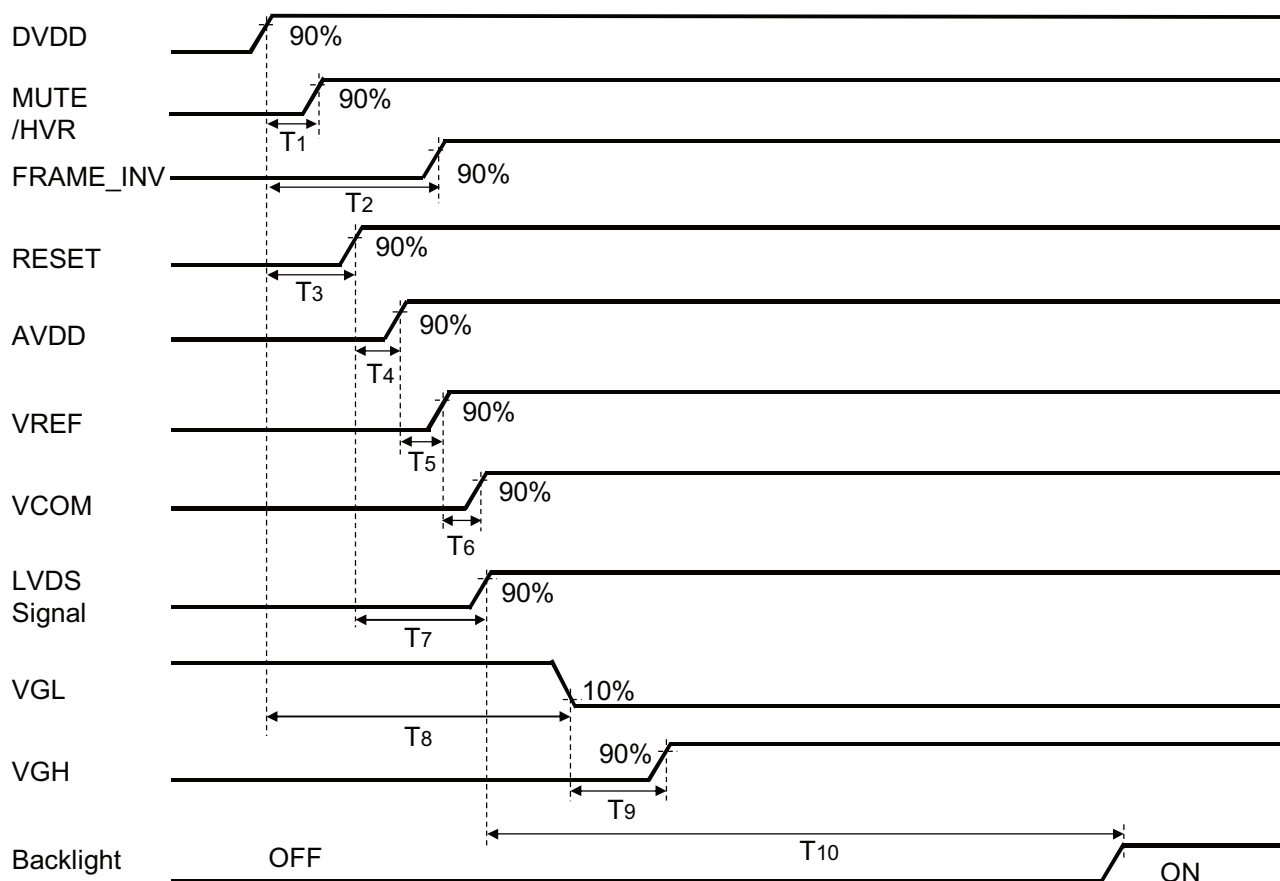 DVDD
90%
MUTE
/HVR
90%
T1
FRAME_INV
90%
T2
RESET
90%
T3
AVDD
90%
T4
VREF
90%
T5
VCOM
90%
T6
LVDS
Signal
90%
T7
VGL
10%
T8
VGH
90%
T9
Backlight
OFF
T10
ON